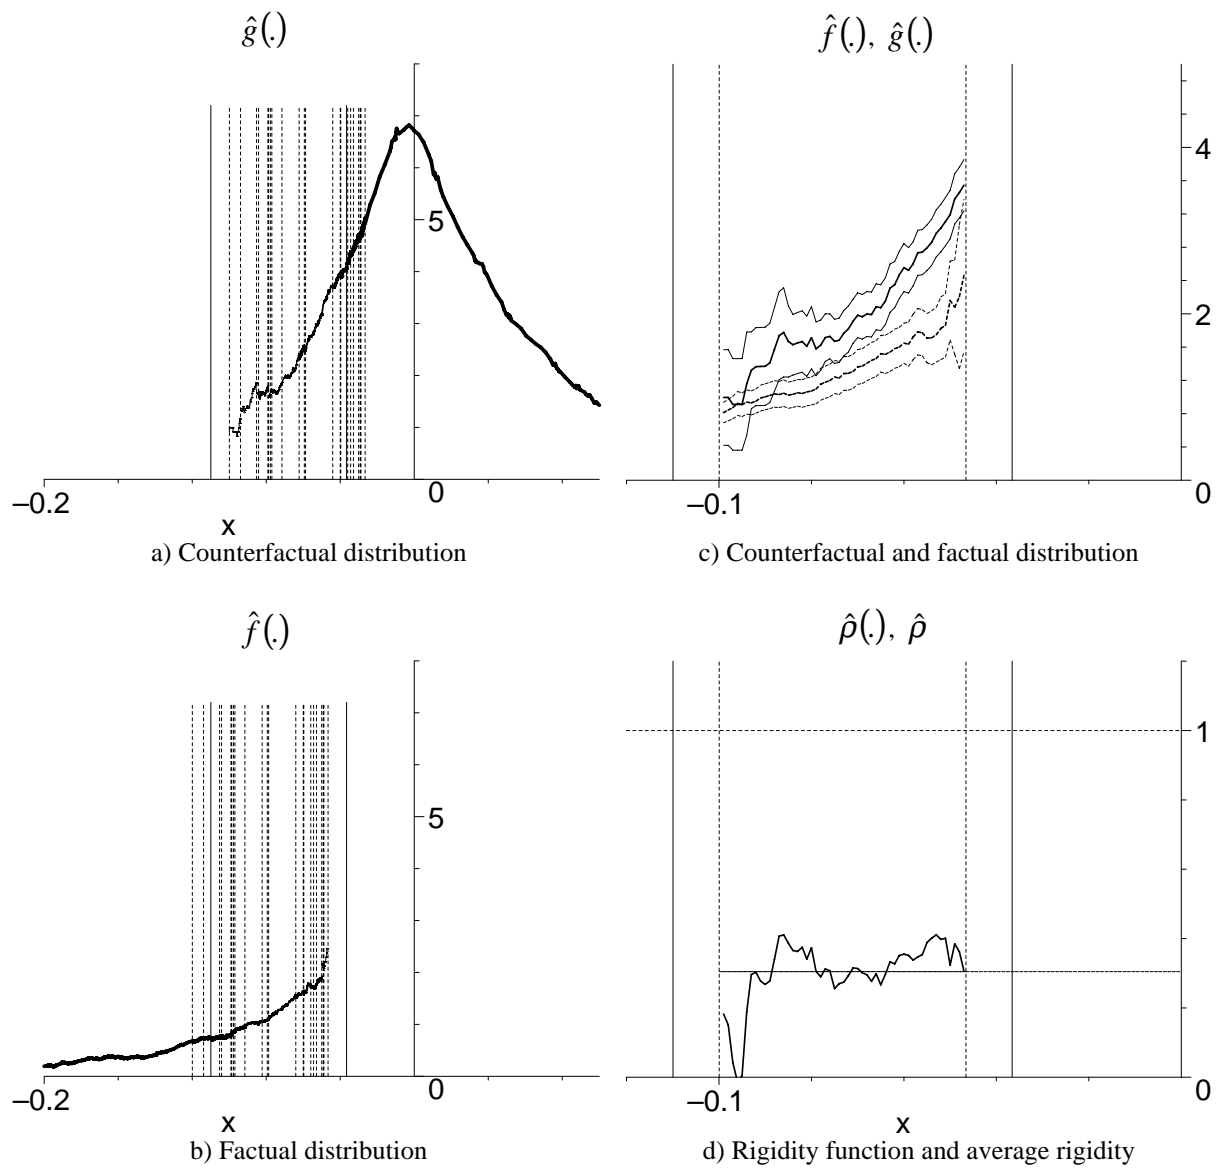 ĝ(.)
5
0
–0.2
x
a) Counterfactual distribution
f̂(.), ĝ(.)
4
2
0
–0.1
c) Counterfactual and factual distribution
f̂(.)
5
0
–0.2
x
b) Factual distribution
ρ̂(.), ρ̂
1
0
–0.1
x
d) Rigidity function and average rigidity